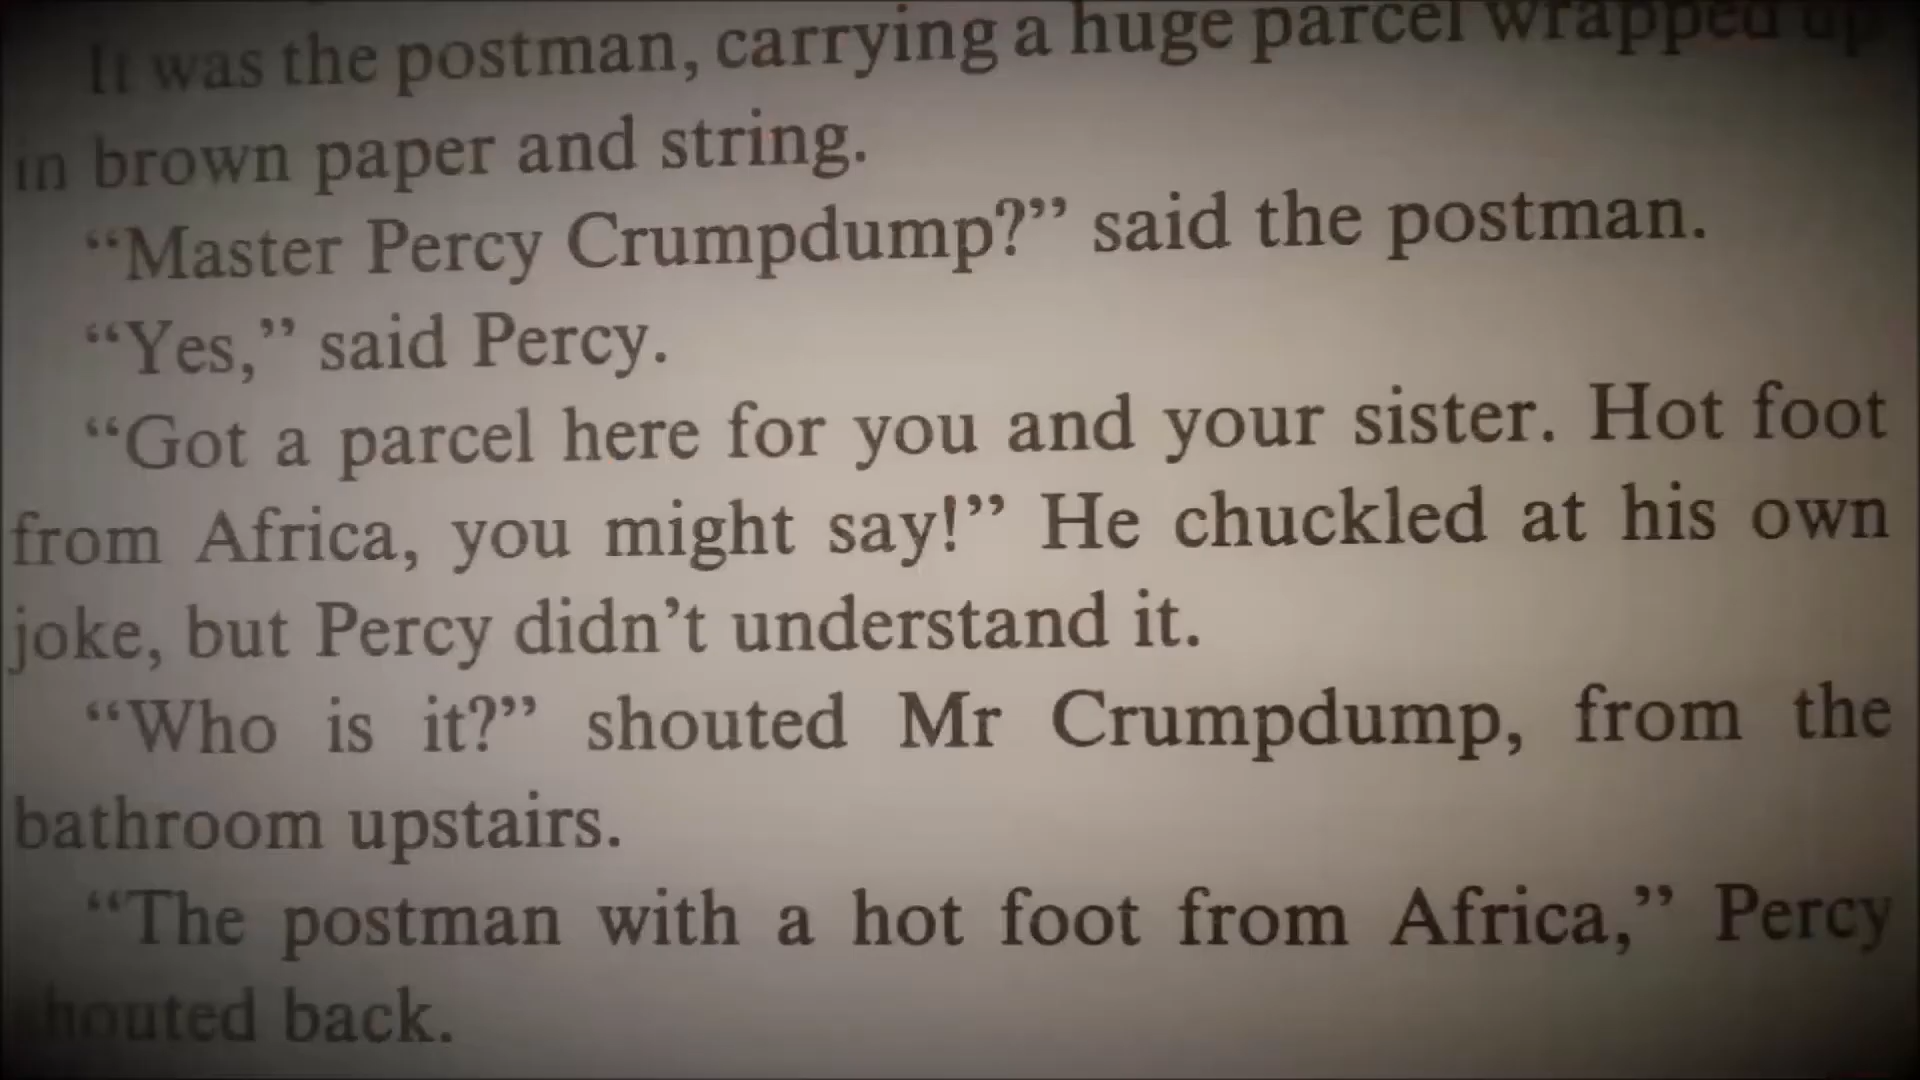 It was the postman, carrying a huge parcel wrapped up
in brown paper and string.
“Master Percy Crumpdump?” said the postman.
“Yes,” said Percy.
“Got a parcel here for you and your sister. Hot foot
from Africa, you might say!” He chuckled at his own
joke, but Percy didn’t understand it.
“Who is it?” shouted Mr Crumpdump, from the
bathroom upstairs.
“The postman with a hot foot from Africa,” Percy
houted back.